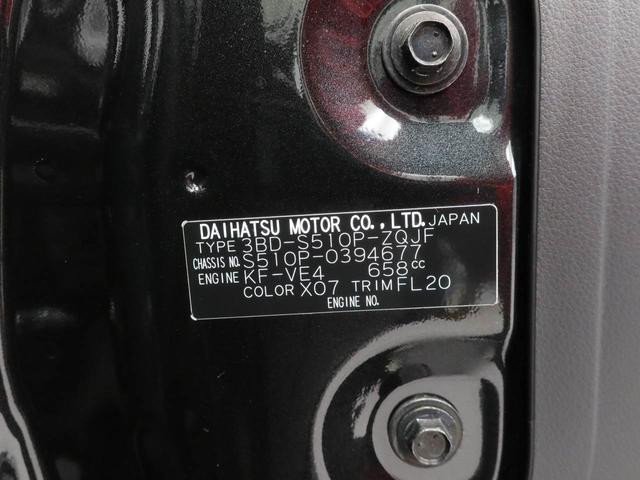 DAIHATSU MOTOR CO.,LTD. JAPAN
TYPE 3BD-S510P-ZQJF
CHASSIS NO. S510P-0394677
ENGINE KF-VE4 658cc
COLOR X07 TRIM FL20
ENGINE NO.